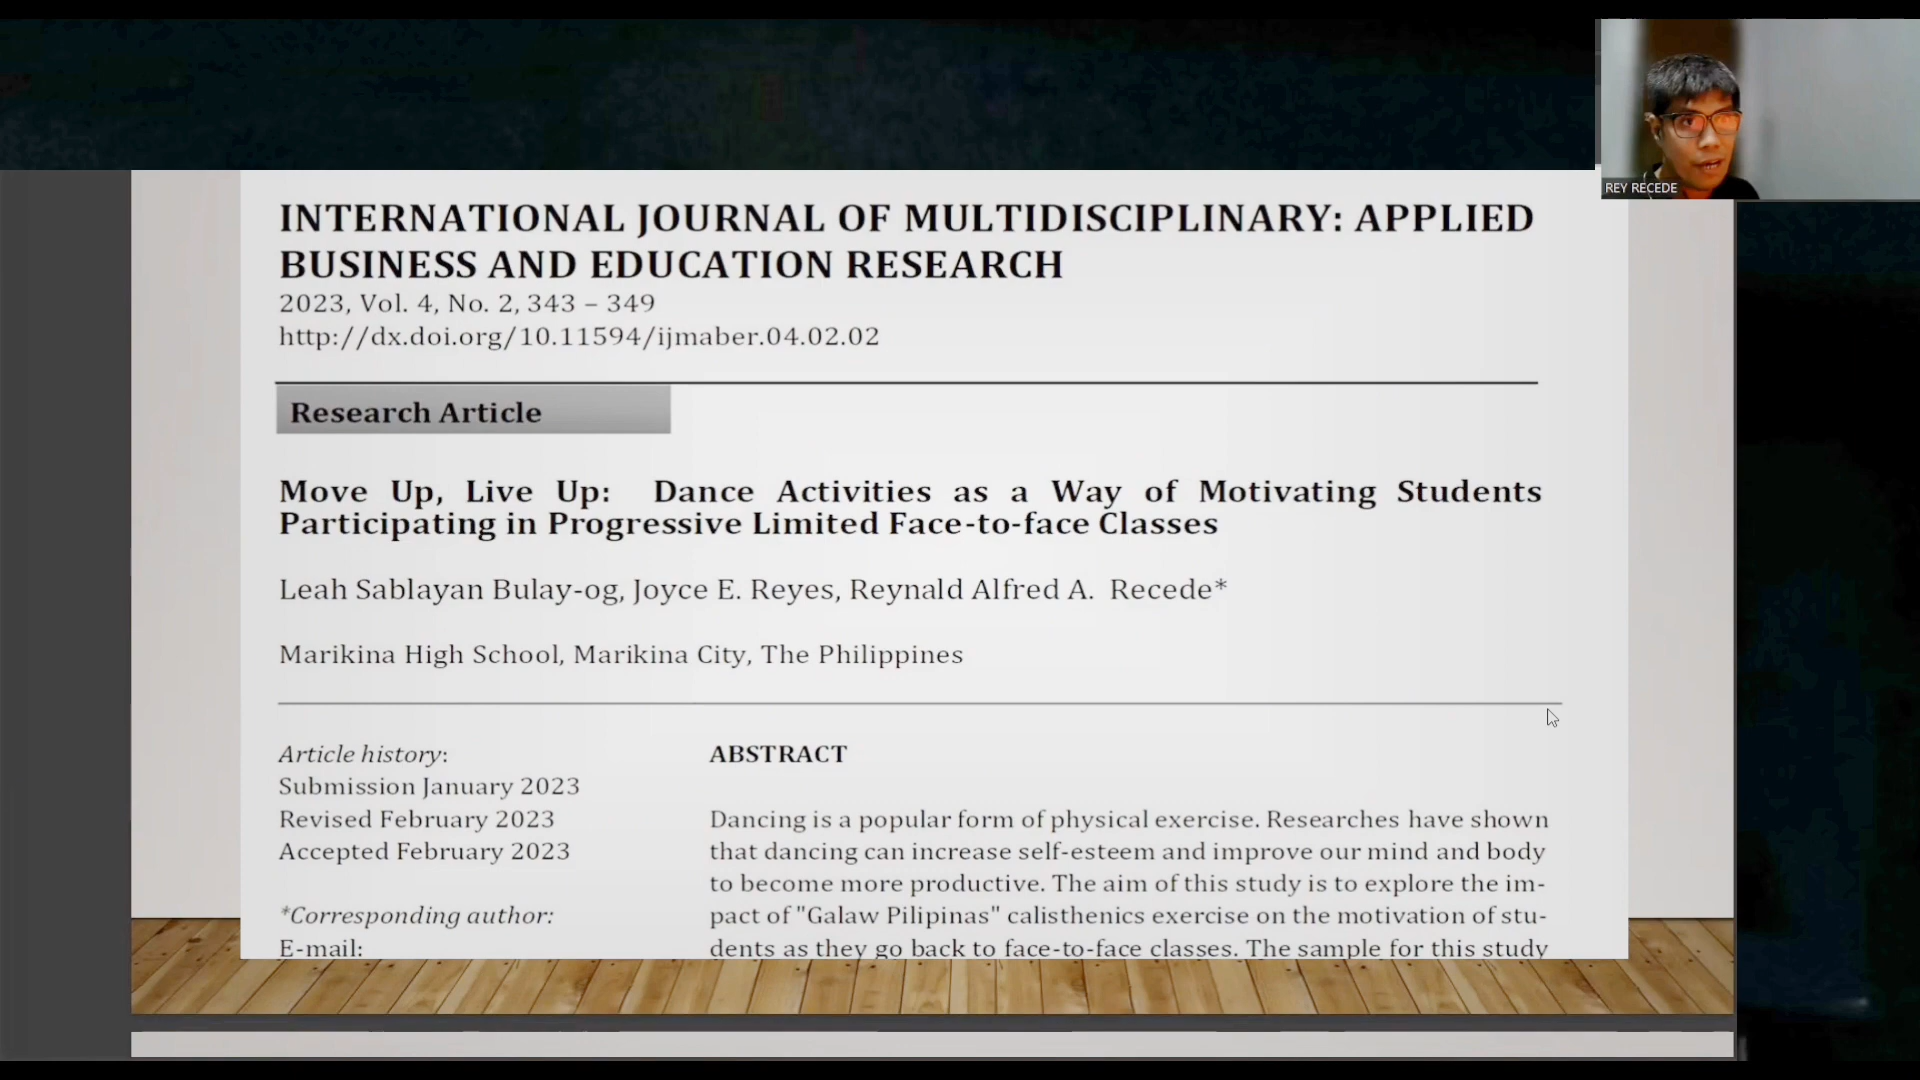 REY RECEDE
INTERNATIONAL JOURNAL OF MULTIDISCIPLINARY: APPLIED
BUSINESS AND EDUCATION RESEARCH
2023, Vol. 4, No. 2, 343 – 349
http://dx.doi.org/10.11594/ijmaber.04.02.02
Research Article
Move Up, Live Up: Dance Activities as a Way of Motivating Students
Participating in Progressive Limited Face-to-face Classes
Leah Sablayan Bulay-og, Joyce E. Reyes, Reynald Alfred A. Recede*
Marikina High School, Marikina City, The Philippines
Article history:
Submission January 2023
Revised February 2023
Accepted February 2023
*Corresponding author:
E-mail:
ABSTRACT
Dancing is a popular form of physical exercise. Researches have shown
that dancing can increase self-esteem and improve our mind and body
to become more productive. The aim of this study is to explore the im-
pact of "Galaw Pilipinas" calisthenics exercise on the motivation of stu-
dents as they go back to face-to-face classes. The sample for this study